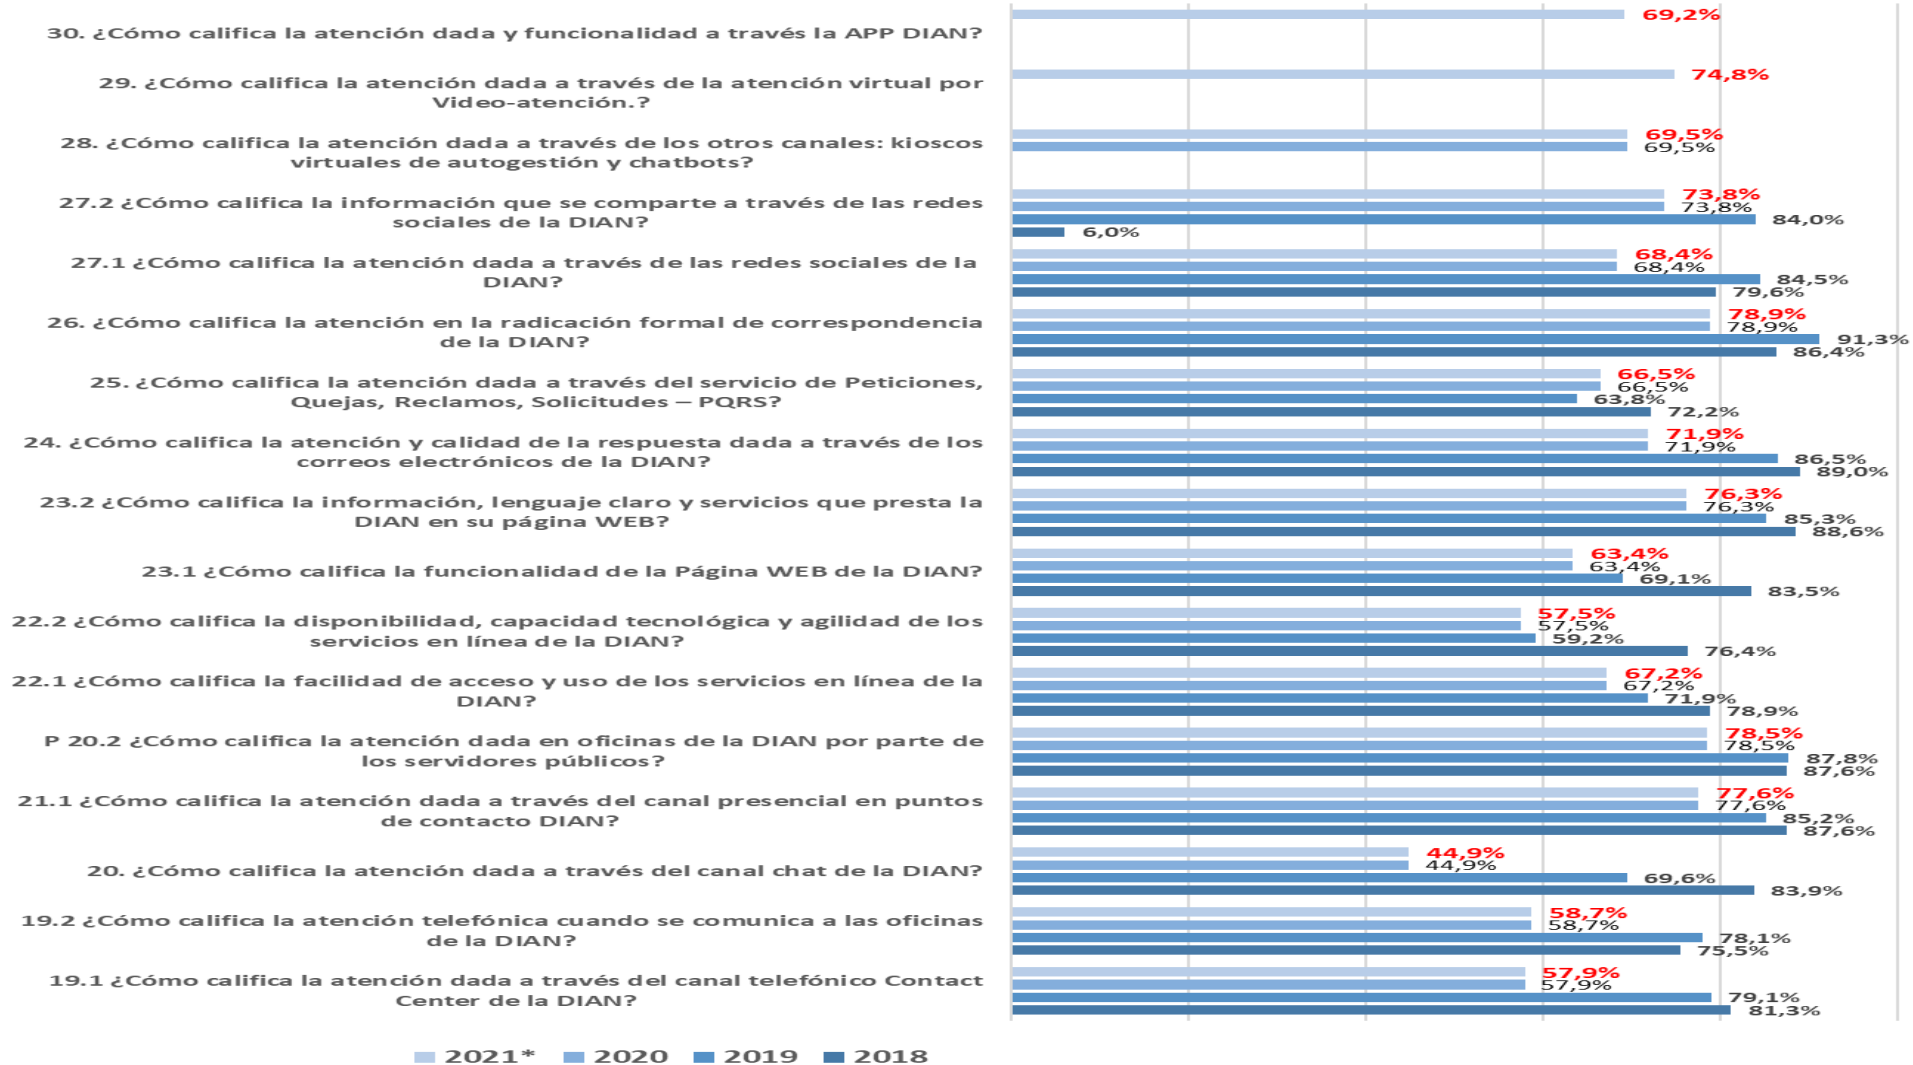 69,2%
30. ¿Cómo califica la atención dada y funcionalidad a través la APP DIAN?
74,8%
29. ¿Cómo califica la atención dada a través de la atención virtual por
Video-atención.?
69,5%
28. ¿Cómo califica la atención dada a través de los otros canales: kioscos
69,5%
virtuales de autogestión y chatbots?
73,8%
27.2 ¿Cómo califica la información que se comparte a través de las redes
73,8%
sociales de la DIAN?
84,0%
6,0%
68,4%
27.1 ¿Cómo califica la atención dada a través de las redes sociales de la
68,4%
DIAN?
84,5%
79,6%
78,9%
26. ¿Cómo califica la atención en la radicación formal de correspondencia
78,9%
de la DIAN?
91,3%
86,4%
66,5%
25. ¿Cómo califica la atención dada a través del servicio de Peticiones,
66,5%
Quejas, Reclamos, Solicitudes – PQRS?
63,8%
72,2%
71,9%
24. ¿Cómo califica la atención y calidad de la respuesta dada a través de los
71,9%
correos electrónicos de la DIAN?
86,5%
89,0%
76,3%
23.2 ¿Cómo califica la información, lenguaje claro y servicios que presta la
76,3%
DIAN en su página WEB?
85,3%
88,6%
63,4%
23.1 ¿Cómo califica la funcionalidad de la Página WEB de la DIAN?
63,4%
69,1%
83,5%
57,5%
22.2 ¿Cómo califica la disponibilidad, capacidad tecnológica y agilidad de los
57,5%
servicios en línea de la DIAN?
59,2%
76,4%
67,2%
22.1 ¿Cómo califica la facilidad de acceso y uso de los servicios en línea de la
67,2%
DIAN?
71,9%
78,9%
78,5%
P 20.2 ¿Cómo califica la atención dada en oficinas de la DIAN por parte de
78,5%
los servidores públicos?
87,8%
87,6%
77,6%
21.1 ¿Cómo califica la atención dada a través del canal presencial en puntos
77,6%
de contacto DIAN?
85,2%
87,6%
44,9%
20. ¿Cómo califica la atención dada a través del canal chat de la DIAN?
44,9%
69,6%
83,9%
58,7%
19.2 ¿Cómo califica la atención telefónica cuando se comunica a las oficinas
58,7%
de la DIAN?
78,1%
75,5%
57,9%
19.1 ¿Cómo califica la atención dada a través del canal telefónico Contact
57,9%
Center de la DIAN?
79,1%
81,3%
2021* 2020 2019 2018